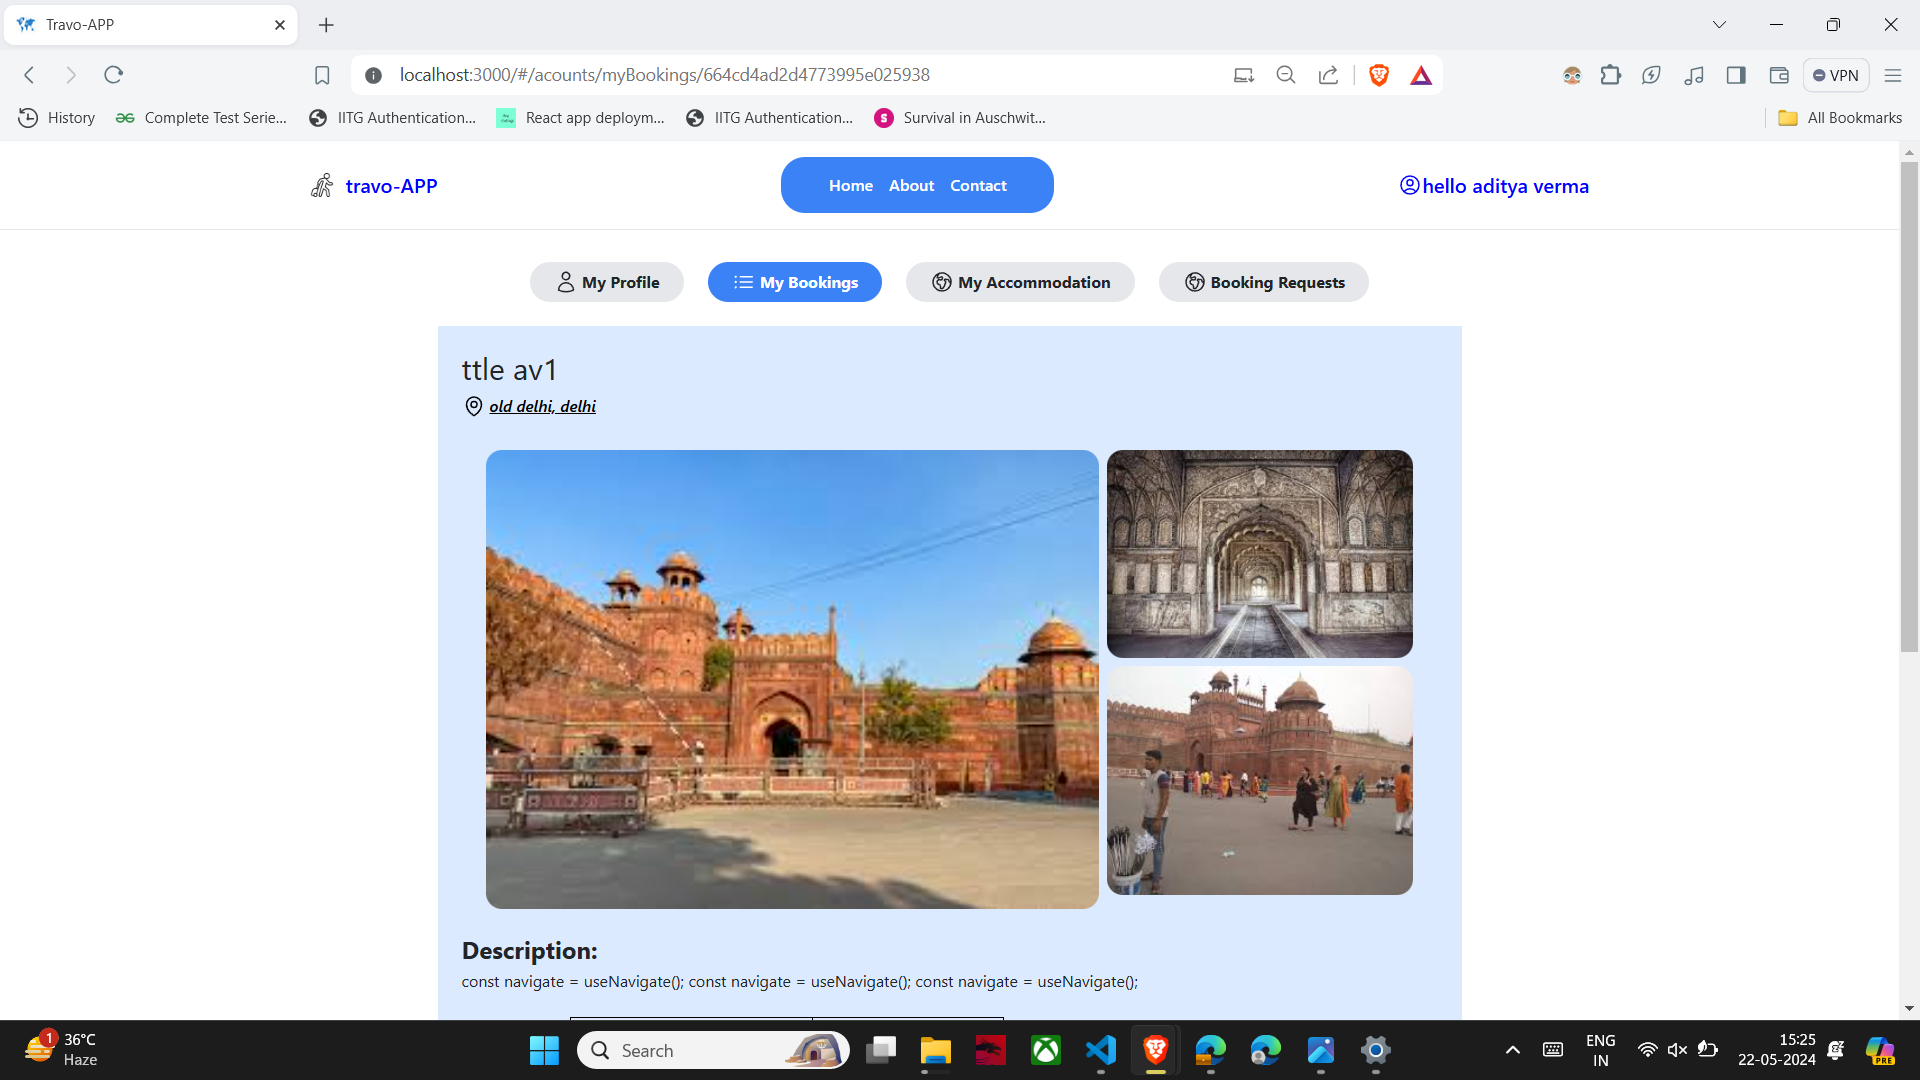 Travo-APP
localhost:3000/#/acounts/myBookings/664cd4ad2d4773995e025938
VPN
History
Complete Test Serie...
IITG Authentication...
React app deploym...
IITG Authentication...
S
Survival in Auschwit...
All Bookmarks
travo-APP
Home About Contact
hello aditya verma
My Profile
My Bookings
My Accommodation
Booking Requests
ttle av1
old delhi, delhi
Description:
const navigate = useNavigate(); const navigate = useNavigate(); const navigate = useNavigate();
1
36°C
Haze
Search
ENG
IN
15:25
22-05-2024
PRE